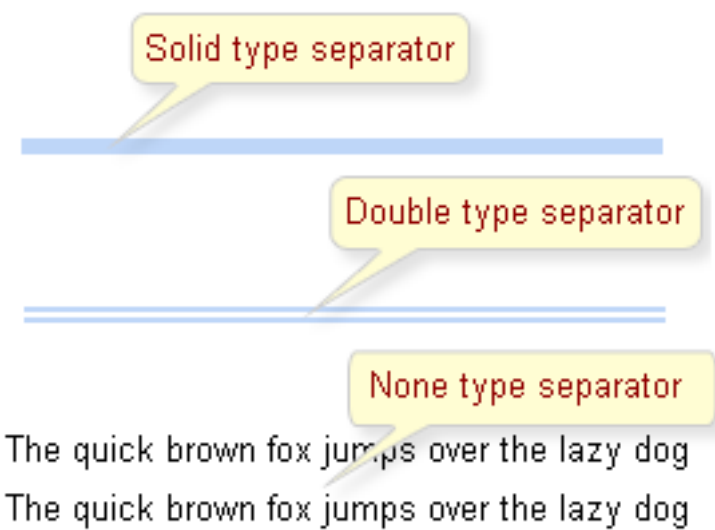 Solid type separator
Double type separator
None type separator
The quick brown fox jumps over the lazy dog
The quick brown fox jumps over the lazy dog